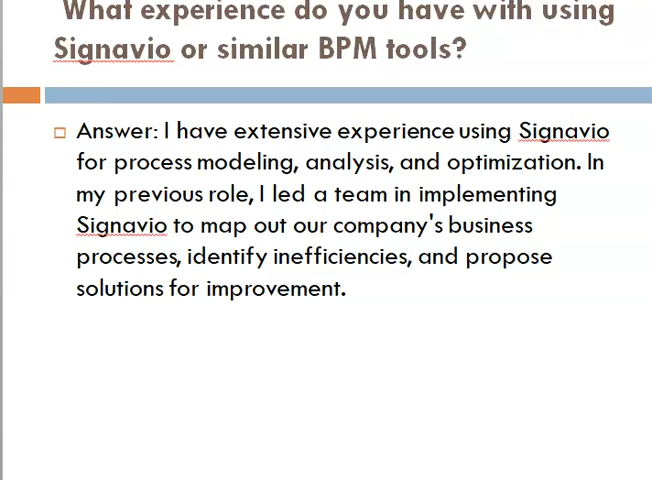 What experience do you have with using
Signavio or similar BPM tools?
Answer: I have extensive experience using Signavio
for process modeling, analysis, and optimization. In
my previous role, I led a team in implementing
Signavio to map out our company's business
processes, identify inefficiencies, and propose
solutions for improvement.